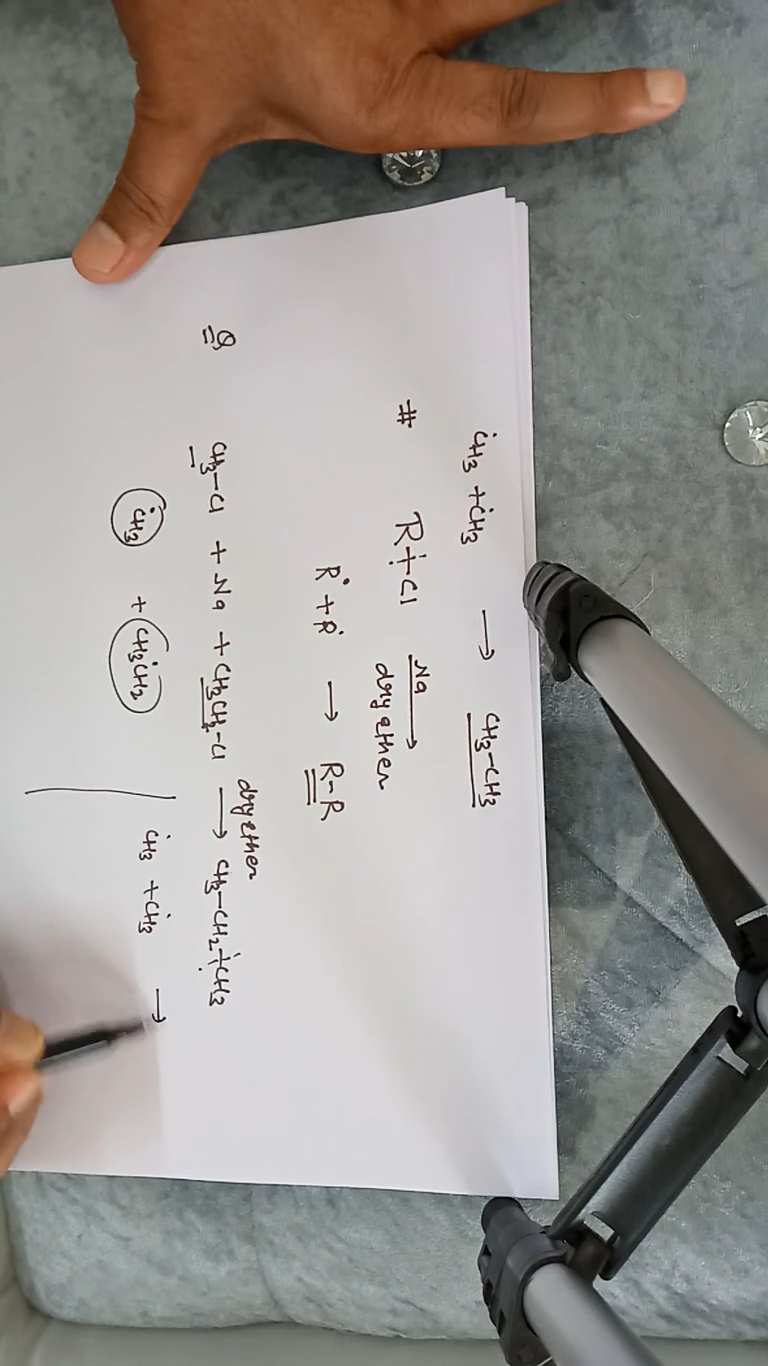 ĊH3 + ĊH3 → CH3-CH3
# R÷Cl Na→ dry ether
Ṙ + Ṙ → R-R
Q CH3-Cl + Na + CH3CH2-Cl dry ether → CH3-CH2÷CH3
ĊH3 + CH3ĊH2 ĊH3 + ĊH3 →